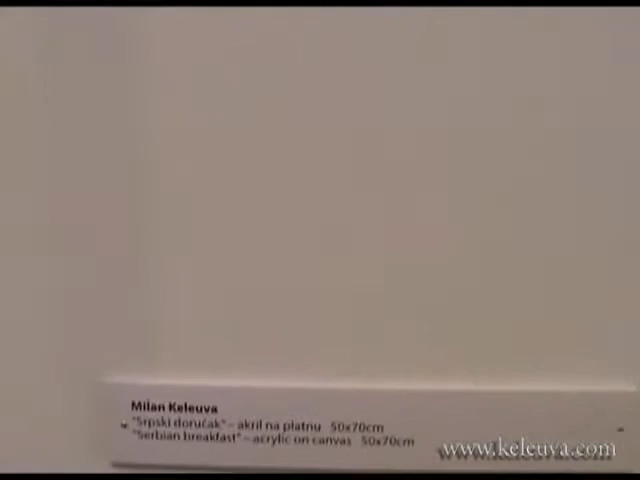 Milan Keleuva
"Srpski doručak" – akril na platnu 50x70cm
"Serbian breakfast" – acrylic on canvas 50x70cm
www.keleuva.com